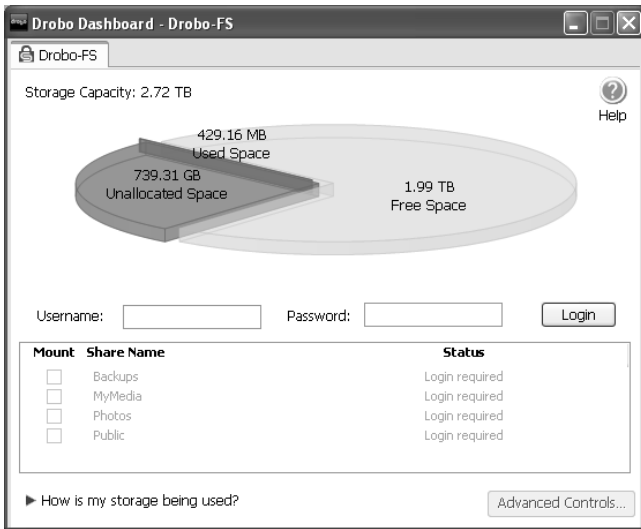 Drobo Dashboard - Drobo-FS
Drobo-FS
Storage Capacity: 2.72 TB
Help
429.16 MB
Used Space
739.31 GB
Unallocated Space
1.99 TB
Free Space
Username:
Password:
Login
Mount Share Name Status
Backups Login required
MyMedia Login required
Photos Login required
Public Login required
How is my storage being used?
Advanced Controls...